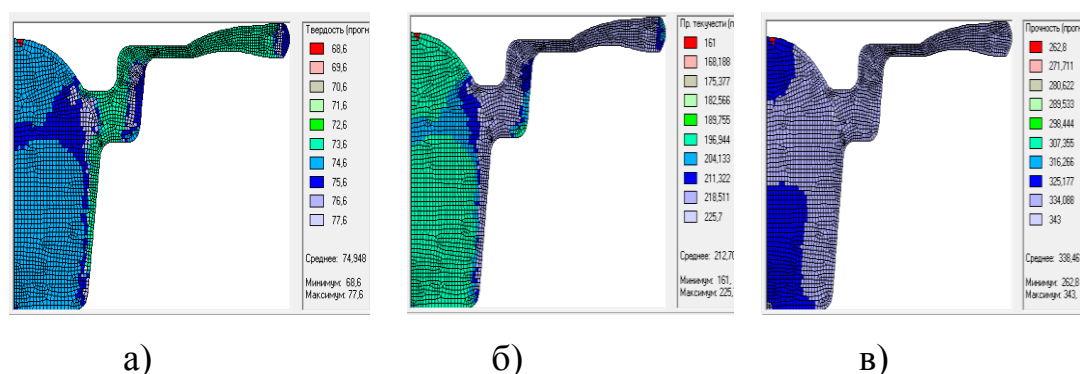 Твердость (прогн
68,6
69,6
70,6
71,6
72,6
73,6
74,6
75,6
76,6
77,6
Среднее: 74,948
Минимум: 68,6
Максимум: 77,6
Пр. текучести (п
161
168,188
175,377
182,566
189,755
196,944
204,133
211,322
218,511
225,7
Среднее: 212,70
Минимум: 161,
Максимум: 225,
Прочность (прогн
262,8
271,711
280,622
289,533
298,444
307,355
316,266
325,177
334,088
343
Среднее: 338,46
Минимум: 262,8
Максимум: 343,
а)
б)
в)